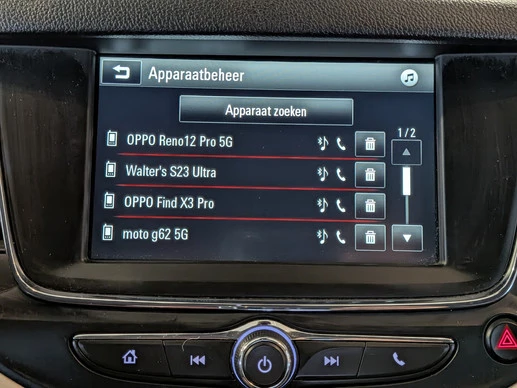 Apparaatbeheer
Apparaat zoeken
OPPO Reno12 Pro 5G
1/2
Walter's S23 Ultra
OPPO Find X3 Pro
moto g62 5G